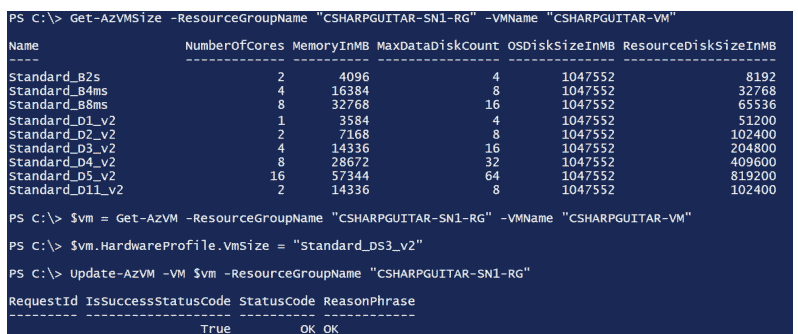 PS C:\> Get-AzVMSize -ResourceGroupName "CSHARPGUITAR-SN1-RG" -VMName "CSHARPGUITAR-VM"
Name NumberOfCores MemoryInMB MaxDataDiskCount OSDiskSizeInMB ResourceDiskSizeInMB
---- ------------- ---------- ---------------- -------------- --------------------
Standard_B2s 2 4096 4 1047552 8192
Standard_B4ms 4 16384 8 1047552 32768
Standard_B8ms 8 32768 16 1047552 65536
Standard_D1_v2 1 3584 4 1047552 51200
Standard_D2_v2 2 7168 8 1047552 102400
Standard_D3_v2 4 14336 16 1047552 204800
Standard_D4_v2 8 28672 32 1047552 409600
Standard_D5_v2 16 57344 64 1047552 819200
Standard_D11_v2 2 14336 8 1047552 102400
PS C:\> $vm = Get-AzVM -ResourceGroupName "CSHARPGUITAR-SN1-RG" -VMName "CSHARPGUITAR-VM"
PS C:\> $vm.HardwareProfile.VmSize = "Standard_DS3_v2"
PS C:\> Update-AzVM -VM $vm -ResourceGroupName "CSHARPGUITAR-SN1-RG"
RequestId IsSuccessStatusCode StatusCode ReasonPhrase
--------- ------------------- ---------- ------------
True OK OK